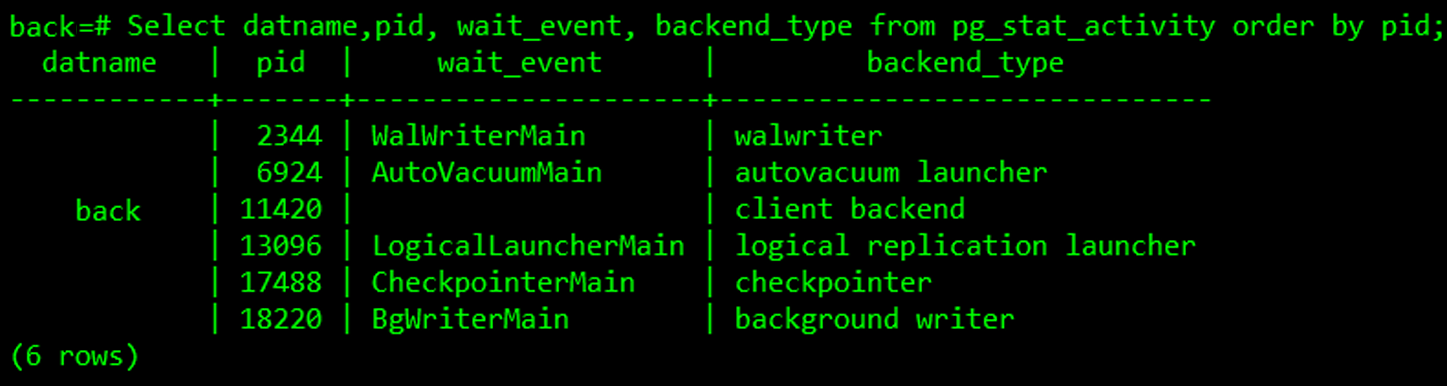 back=# Select datname,pid, wait_event, backend_type from pg_stat_activity order by pid;
  datname   |  pid  |     wait_event      |         backend_type
------------+-------+---------------------+------------------------------
            |  2344 | WalWriterMain       | walwriter
            |  6924 | AutoVacuumMain      | autovacuum launcher
    back    | 11420 |                     | client backend
            | 13096 | LogicalLauncherMain | logical replication launcher
            | 17488 | CheckpointerMain    | checkpointer
            | 18220 | BgWriterMain        | background writer
(6 rows)